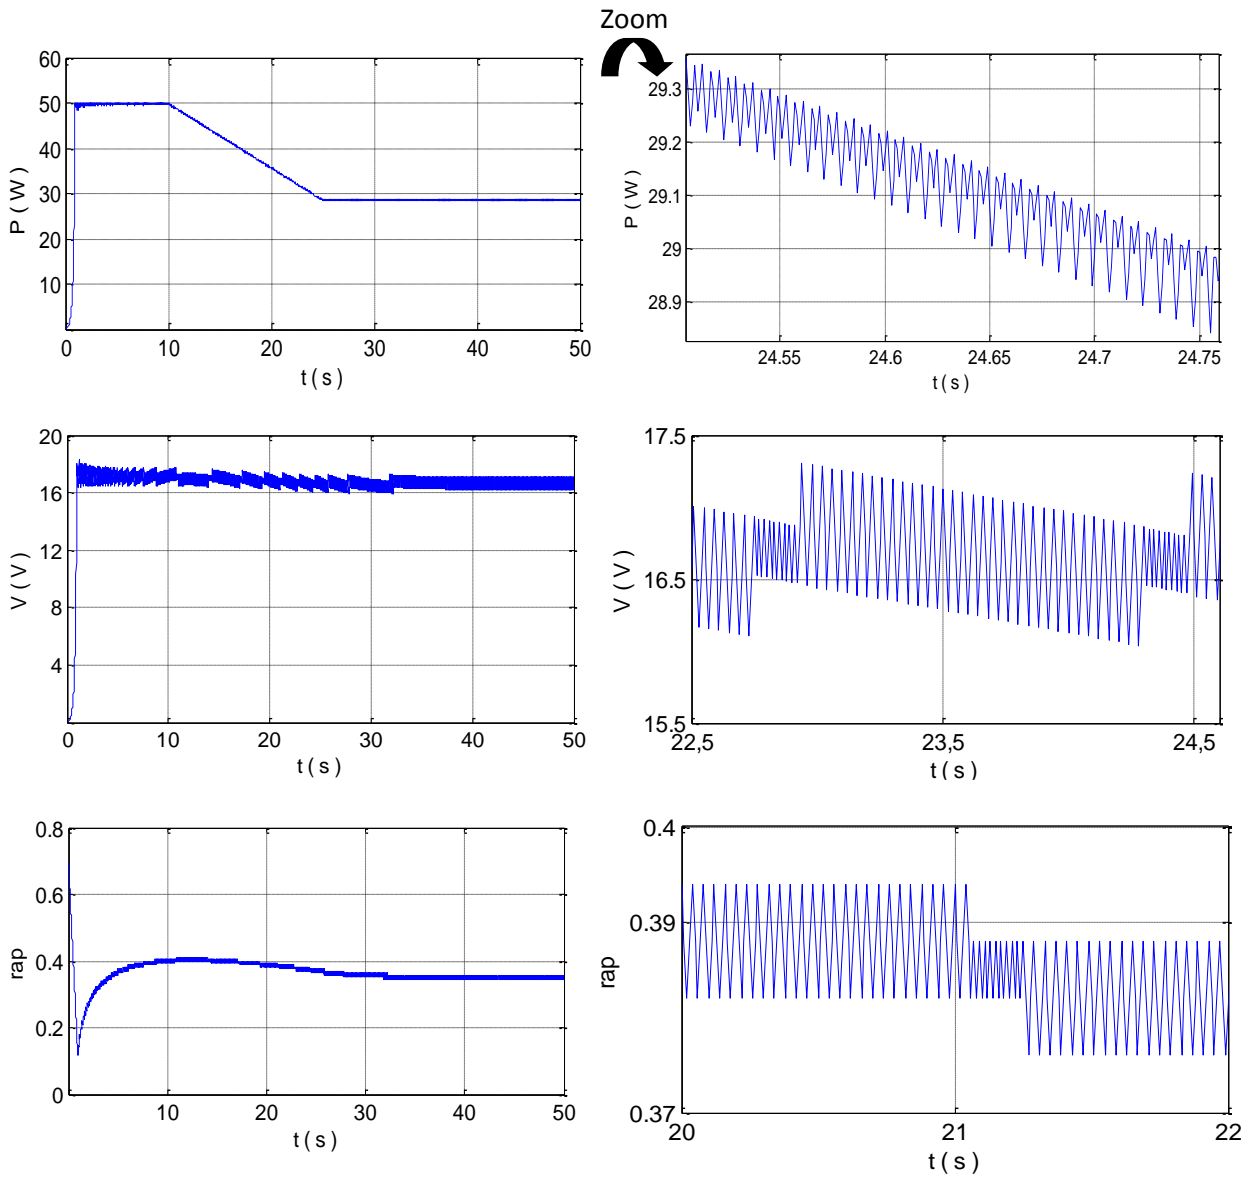 Zoom
P ( W )
60
50
40
30
20
10
0 10 20 30 40 50
t ( s )
P ( W )
29.3
29.2
29.1
29
28.9
24.55 24.6 24.65 24.7 24.75
t ( s )
V ( V )
20
16
12
8
4
0 10 20 30 40 50
t ( s )
V ( V )
17.5
16.5
15.5
22,5 23,5 24,5
t ( s )
rap
0.8
0.6
0.4
0.2
0
10 20 30 40 50
t ( s )
rap
0.4
0.39
0.37
20 21 22
t ( s )